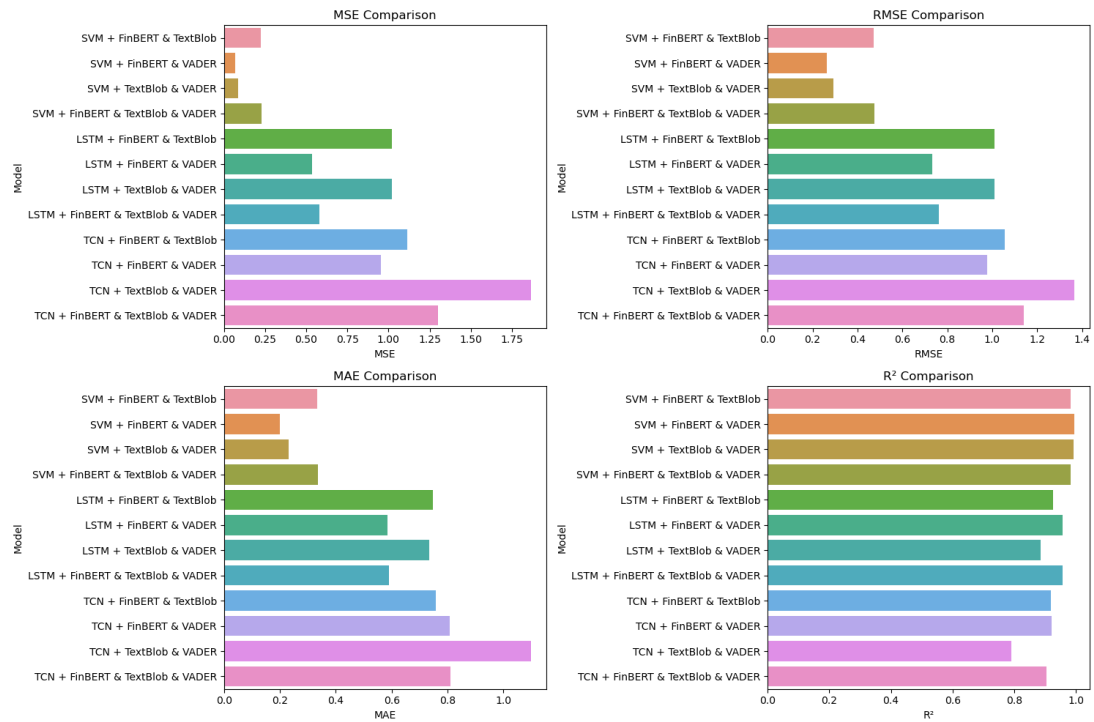 MSE Comparison
SVM + FinBERT & TextBlob
SVM + FinBERT & VADER
SVM + TextBlob & VADER
SVM + FinBERT & TextBlob & VADER
LSTM + FinBERT & TextBlob
LSTM + FinBERT & VADER
LSTM + TextBlob & VADER
LSTM + FinBERT & TextBlob & VADER
TCN + FinBERT & TextBlob
TCN + FinBERT & VADER
TCN + TextBlob & VADER
TCN + FinBERT & TextBlob & VADER
Model
0.00 0.25 0.50 0.75 1.00 1.25 1.50 1.75
MSE
RMSE Comparison
SVM + FinBERT & TextBlob
SVM + FinBERT & VADER
SVM + TextBlob & VADER
SVM + FinBERT & TextBlob & VADER
LSTM + FinBERT & TextBlob
LSTM + FinBERT & VADER
LSTM + TextBlob & VADER
LSTM + FinBERT & TextBlob & VADER
TCN + FinBERT & TextBlob
TCN + FinBERT & VADER
TCN + TextBlob & VADER
TCN + FinBERT & TextBlob & VADER
Model
0.0 0.2 0.4 0.6 0.8 1.0 1.2 1.4
RMSE
MAE Comparison
SVM + FinBERT & TextBlob
SVM + FinBERT & VADER
SVM + TextBlob & VADER
SVM + FinBERT & TextBlob & VADER
LSTM + FinBERT & TextBlob
LSTM + FinBERT & VADER
LSTM + TextBlob & VADER
LSTM + FinBERT & TextBlob & VADER
TCN + FinBERT & TextBlob
TCN + FinBERT & VADER
TCN + TextBlob & VADER
TCN + FinBERT & TextBlob & VADER
Model
0.0 0.2 0.4 0.6 0.8 1.0
MAE
R² Comparison
SVM + FinBERT & TextBlob
SVM + FinBERT & VADER
SVM + TextBlob & VADER
SVM + FinBERT & TextBlob & VADER
LSTM + FinBERT & TextBlob
LSTM + FinBERT & VADER
LSTM + TextBlob & VADER
LSTM + FinBERT & TextBlob & VADER
TCN + FinBERT & TextBlob
TCN + FinBERT & VADER
TCN + TextBlob & VADER
TCN + FinBERT & TextBlob & VADER
Model
0.0 0.2 0.4 0.6 0.8 1.0
R²